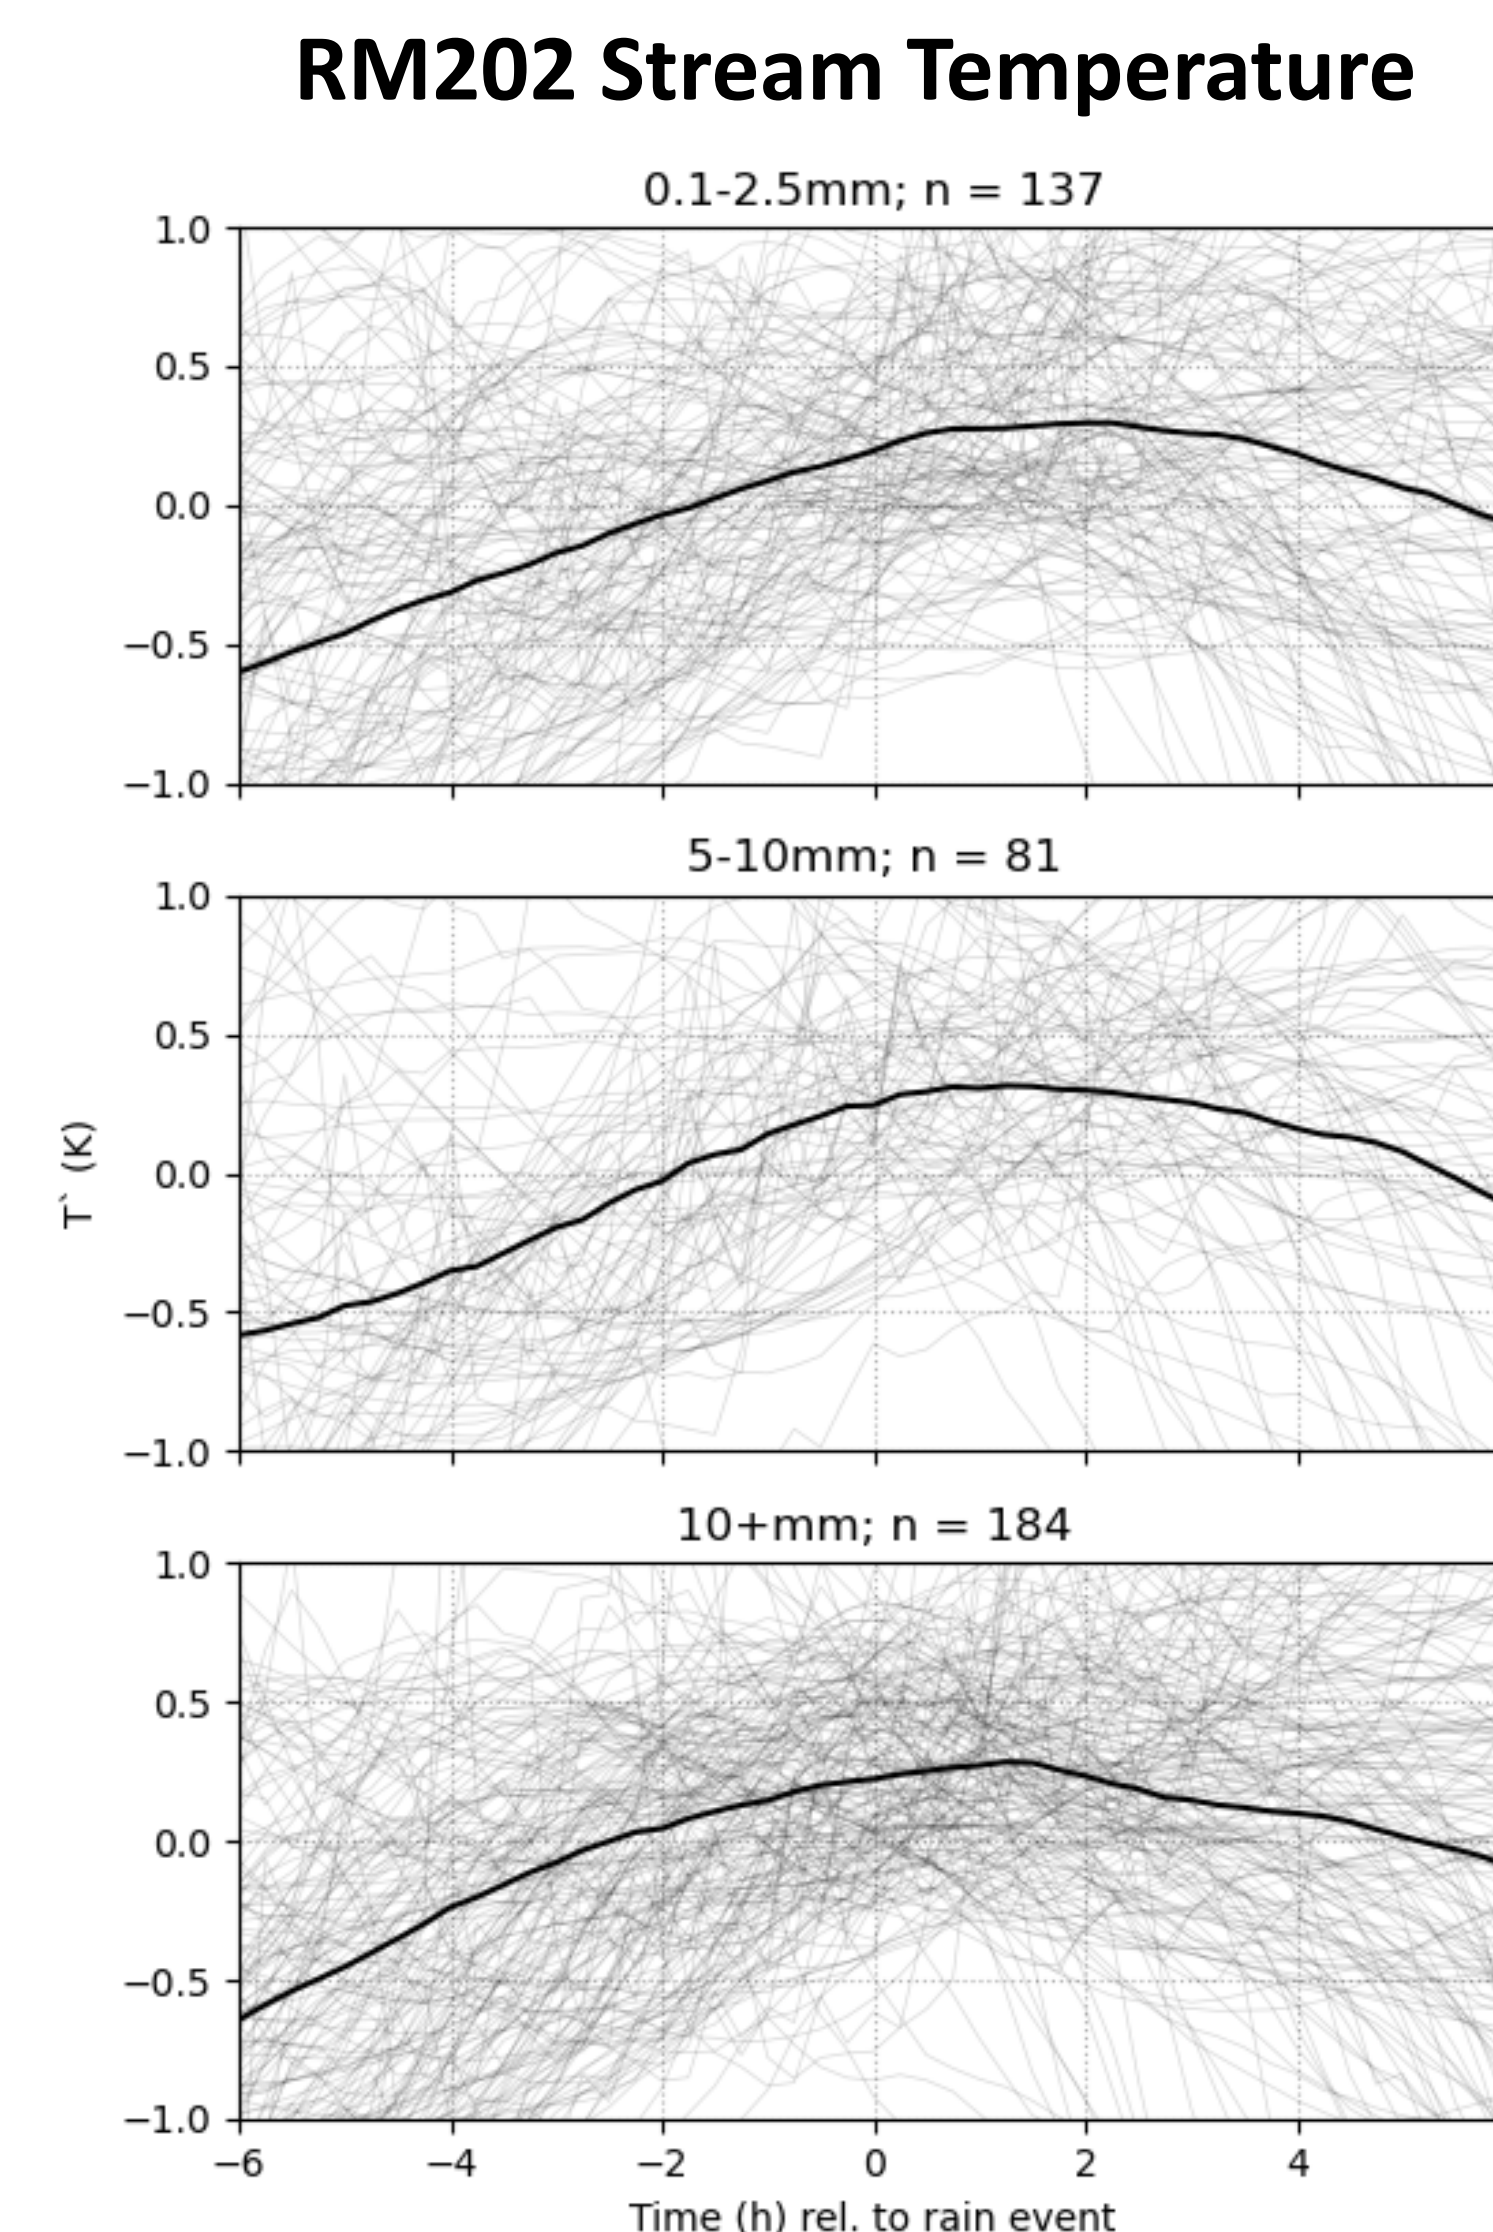 RM202 Stream Temperature
0.1-2.5mm; n = 137
1.0
0.5
0.0
−0.5
−1.0
5-10mm; n = 81
1.0
0.5
0.0
−0.5
−1.0
T` (K)
10+mm; n = 184
1.0
0.5
0.0
−0.5
−1.0
−6 −4 −2 0 2 4
Time (h) rel. to rain event